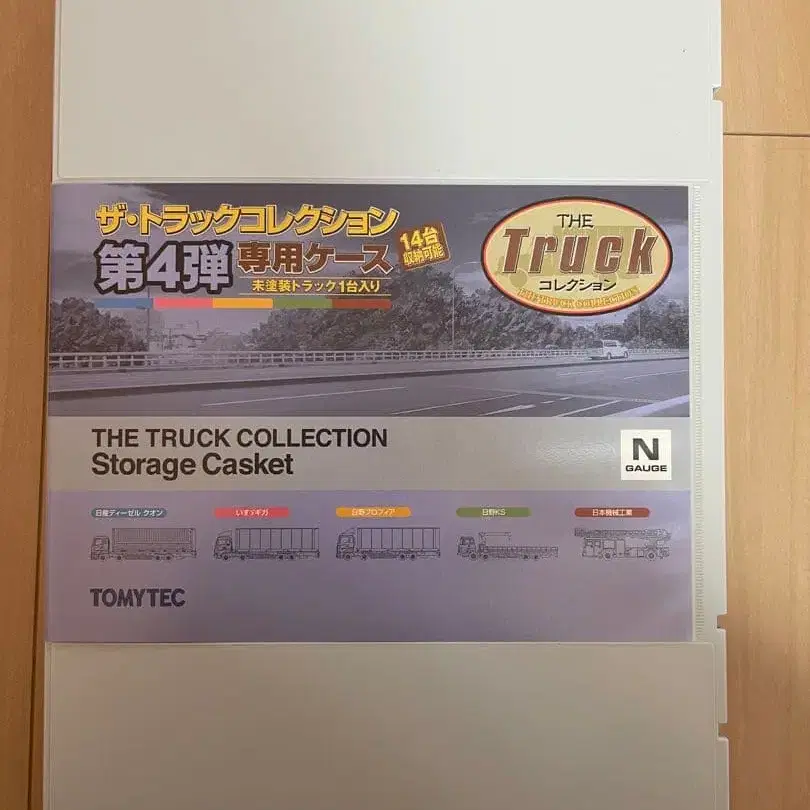 ザ・トラックコレクション
第4弾 専用ケース
14台
収納可能
未塗装トラック1台入り
THE
Truck
コレクション
THE TRUCK COLLECTION
THE TRUCK COLLECTION
Storage Casket
N
GAUGE
日産ディーゼル クオン
いすゞギガ
日野プロフィア
日野KS
日本機械工業
TOMYTEC